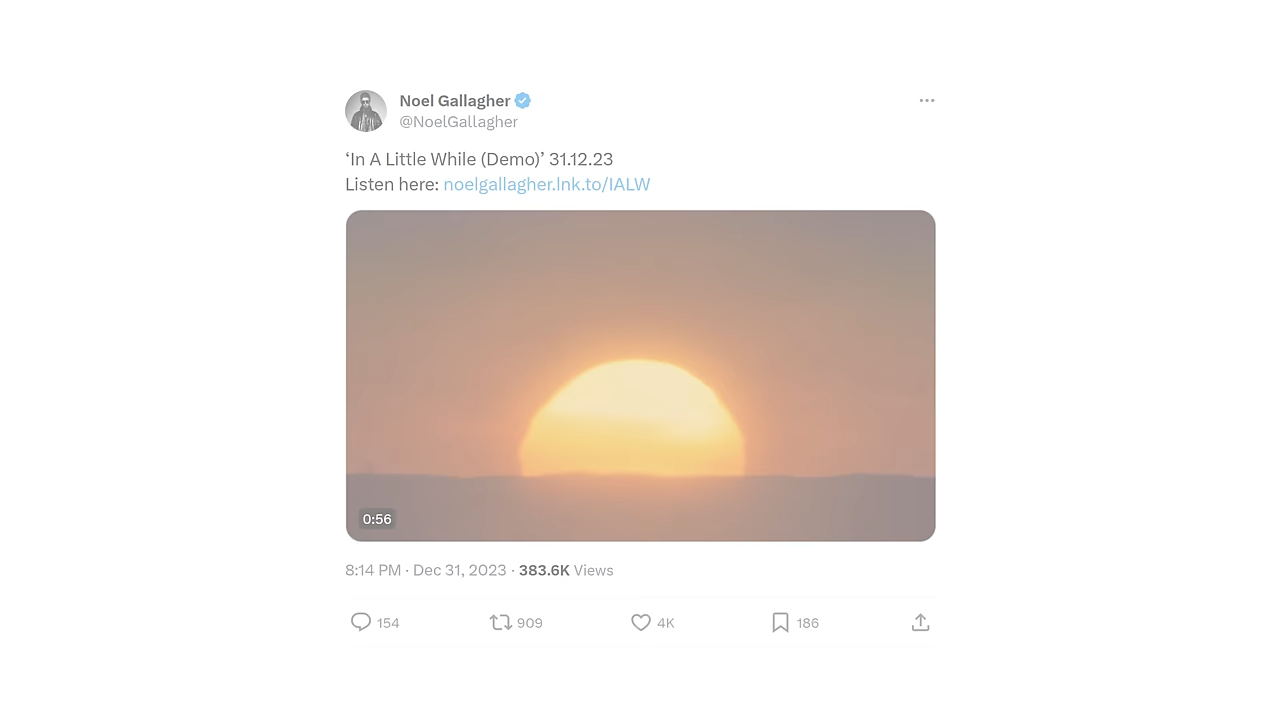 Noel Gallagher
@NoelGallagher
‘In A Little While (Demo)’ 31.12.23
Listen here: noelgallagher.lnk.to/IALW
0:56
8:14 PM · Dec 31, 2023 · 383.6K Views
154 909 4K 186